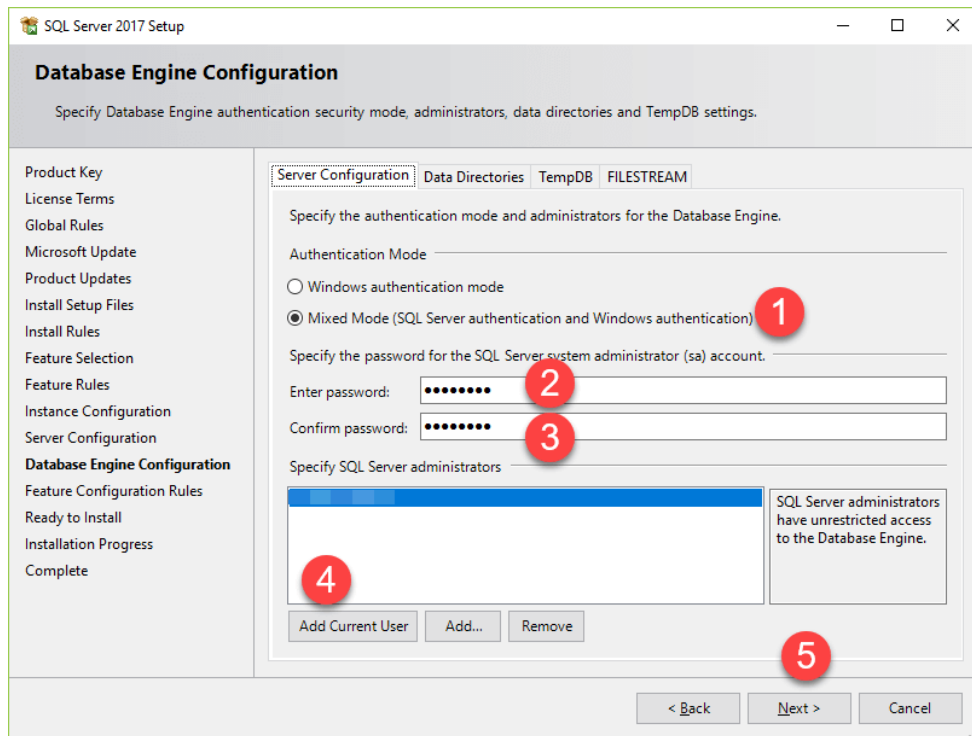 SQL Server 2017 Setup
Database Engine Configuration
Specify Database Engine authentication security mode, administrators, data directories and TempDB settings.
Product Key
License Terms
Global Rules
Microsoft Update
Product Updates
Install Setup Files
Install Rules
Feature Selection
Feature Rules
Instance Configuration
Server Configuration
Database Engine Configuration
Feature Configuration Rules
Ready to Install
Installation Progress
Complete
Server Configuration Data Directories TempDB FILESTREAM
Specify the authentication mode and administrators for the Database Engine.
Authentication Mode
Windows authentication mode
Mixed Mode (SQL Server authentication and Windows authentication) 1
Specify the password for the SQL Server system administrator (sa) account.
Enter password: •••••••• 2
Confirm password: •••••••• 3
Specify SQL Server administrators
SQL Server administrators
have unrestricted access
to the Database Engine.
4
Add Current User Add... Remove
5
< Back Next > Cancel